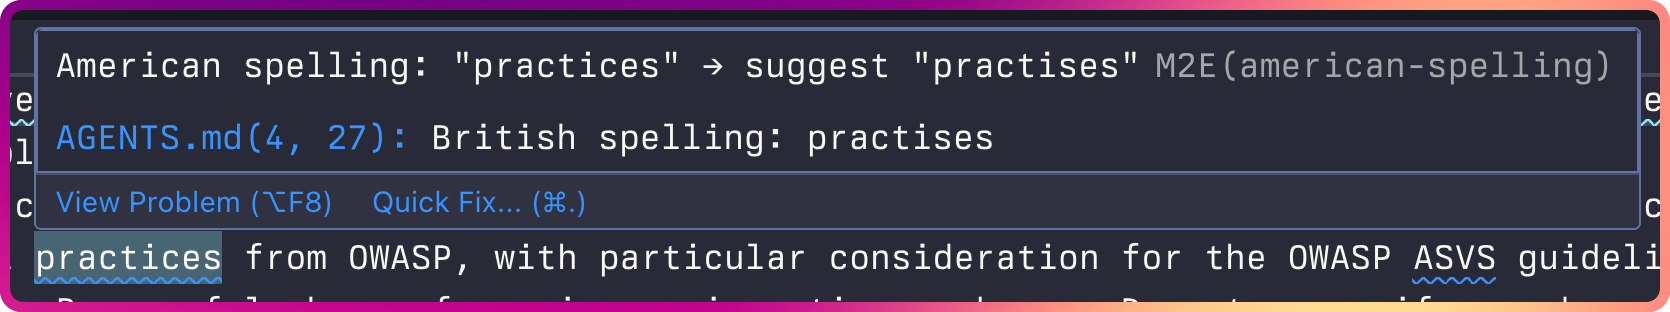 American spelling: "practices" → suggest "practises" M2E(american-spelling)
AGENTS.md(4, 27): British spelling: practises
View Problem (⌥F8) Quick Fix... (⌘.)
practices from OWASP, with particular consideration for the OWASP ASVS guideli